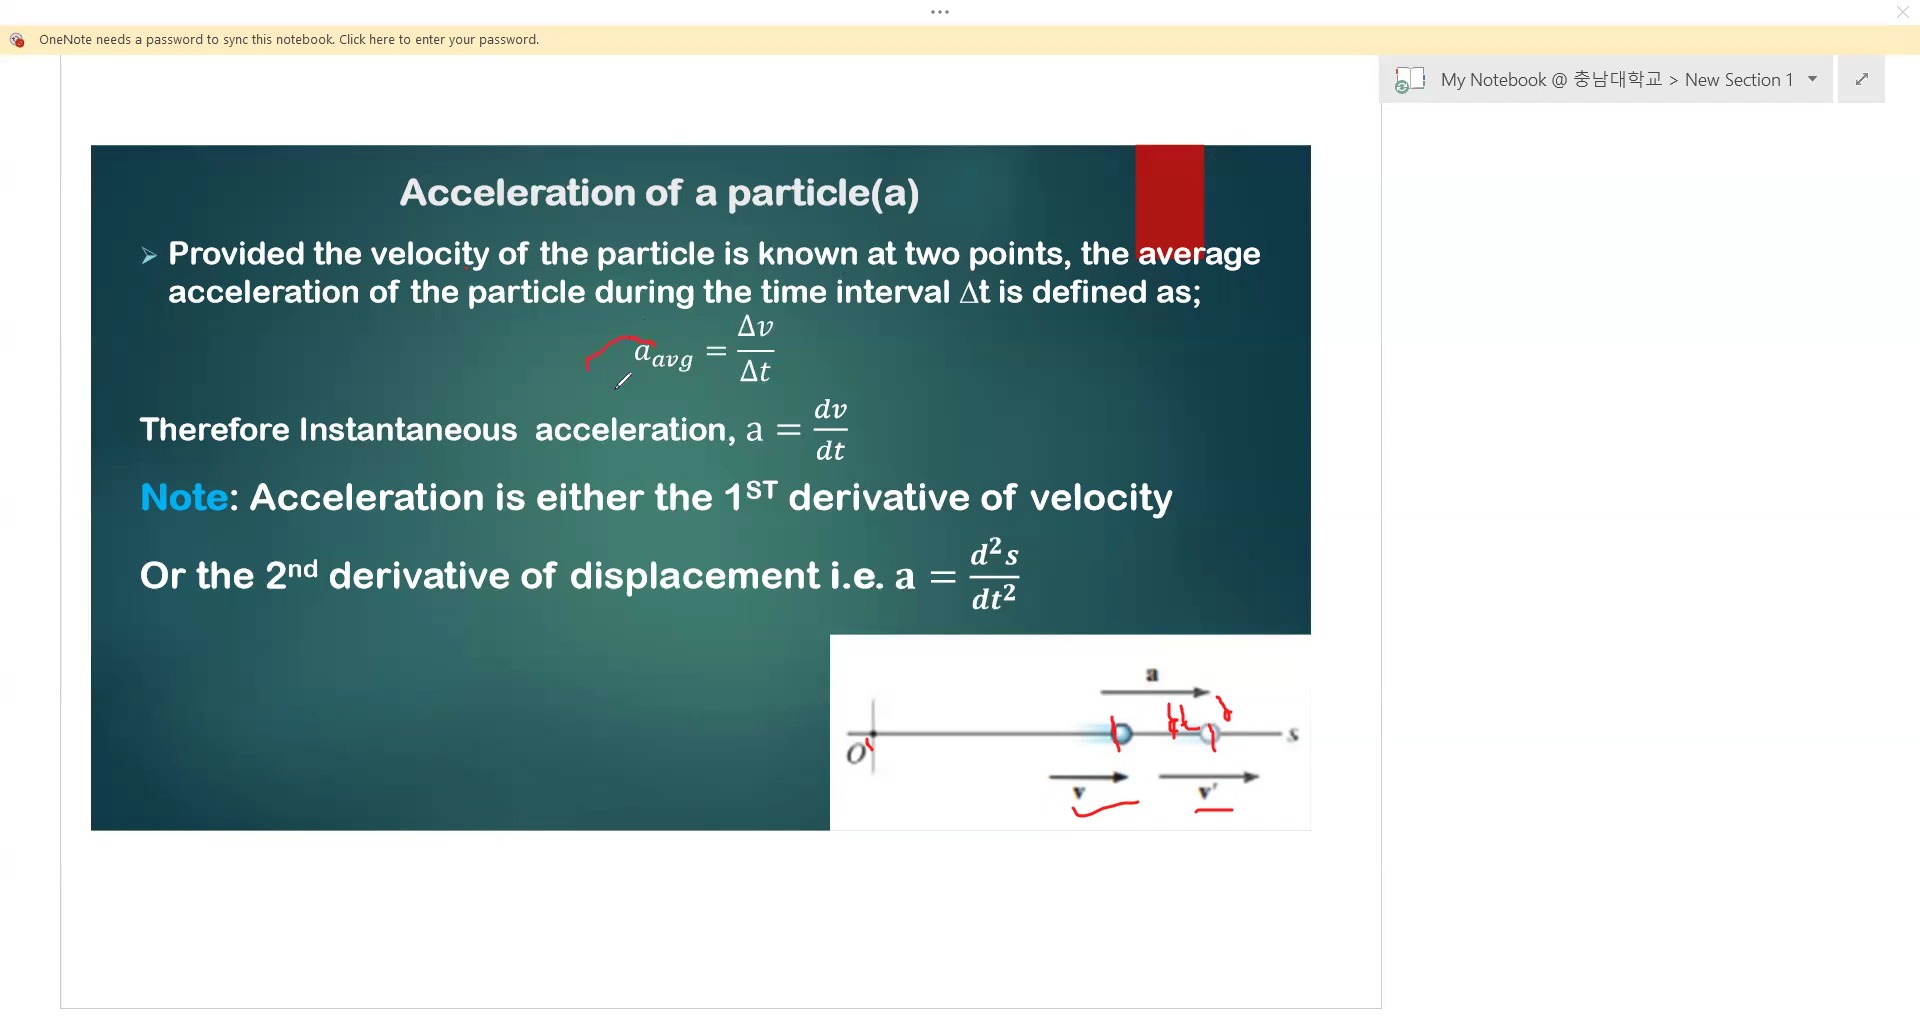 OneNote needs a password to sync this notebook. Click here to enter your password.
My Notebook @ 충남대학교 > New Section 1
Acceleration of a particle(a)
➢ Provided the velocity of the particle is known at two points, the average
acceleration of the particle during the time interval Δt is defined as;
a_avg = Δv/Δt
Therefore Instantaneous acceleration, a = dv/dt
Note: Acceleration is either the 1ST derivative of velocity
Or the 2nd derivative of displacement i.e. a = d²s/dt²
a
O
s
v
v'